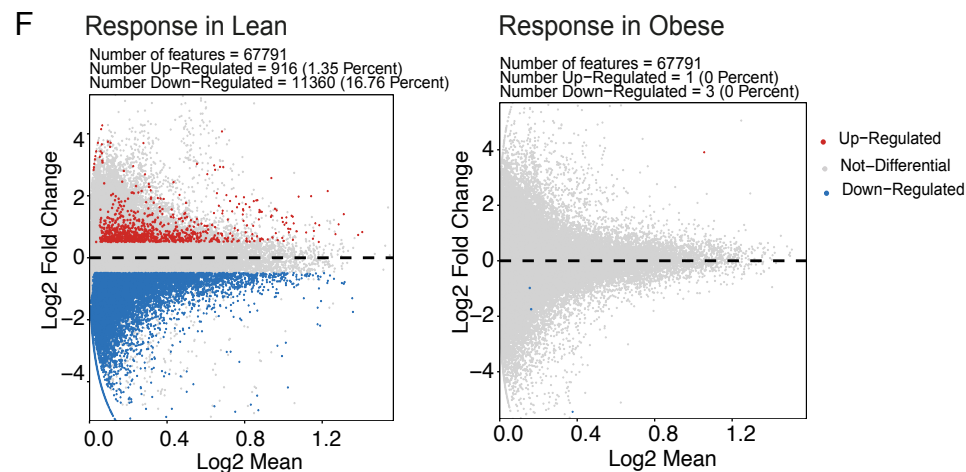 F
Response in Lean
Number of features = 67791
Number Up−Regulated = 916 (1.35 Percent)
Number Down−Regulated = 11360 (16.76 Percent)
Log2 Fold Change
4
2
0
−2
−4
0.0 0.4 0.8 1.2
Log2 Mean
Response in Obese
Number of features = 67791
Number Up−Regulated = 1 (0 Percent)
Number Down−Regulated = 3 (0 Percent)
Log2 Fold Change
4
2
0
−2
−4
0.0 0.4 0.8 1.2
Log2 Mean
Up−Regulated
Not−Differential
Down−Regulated